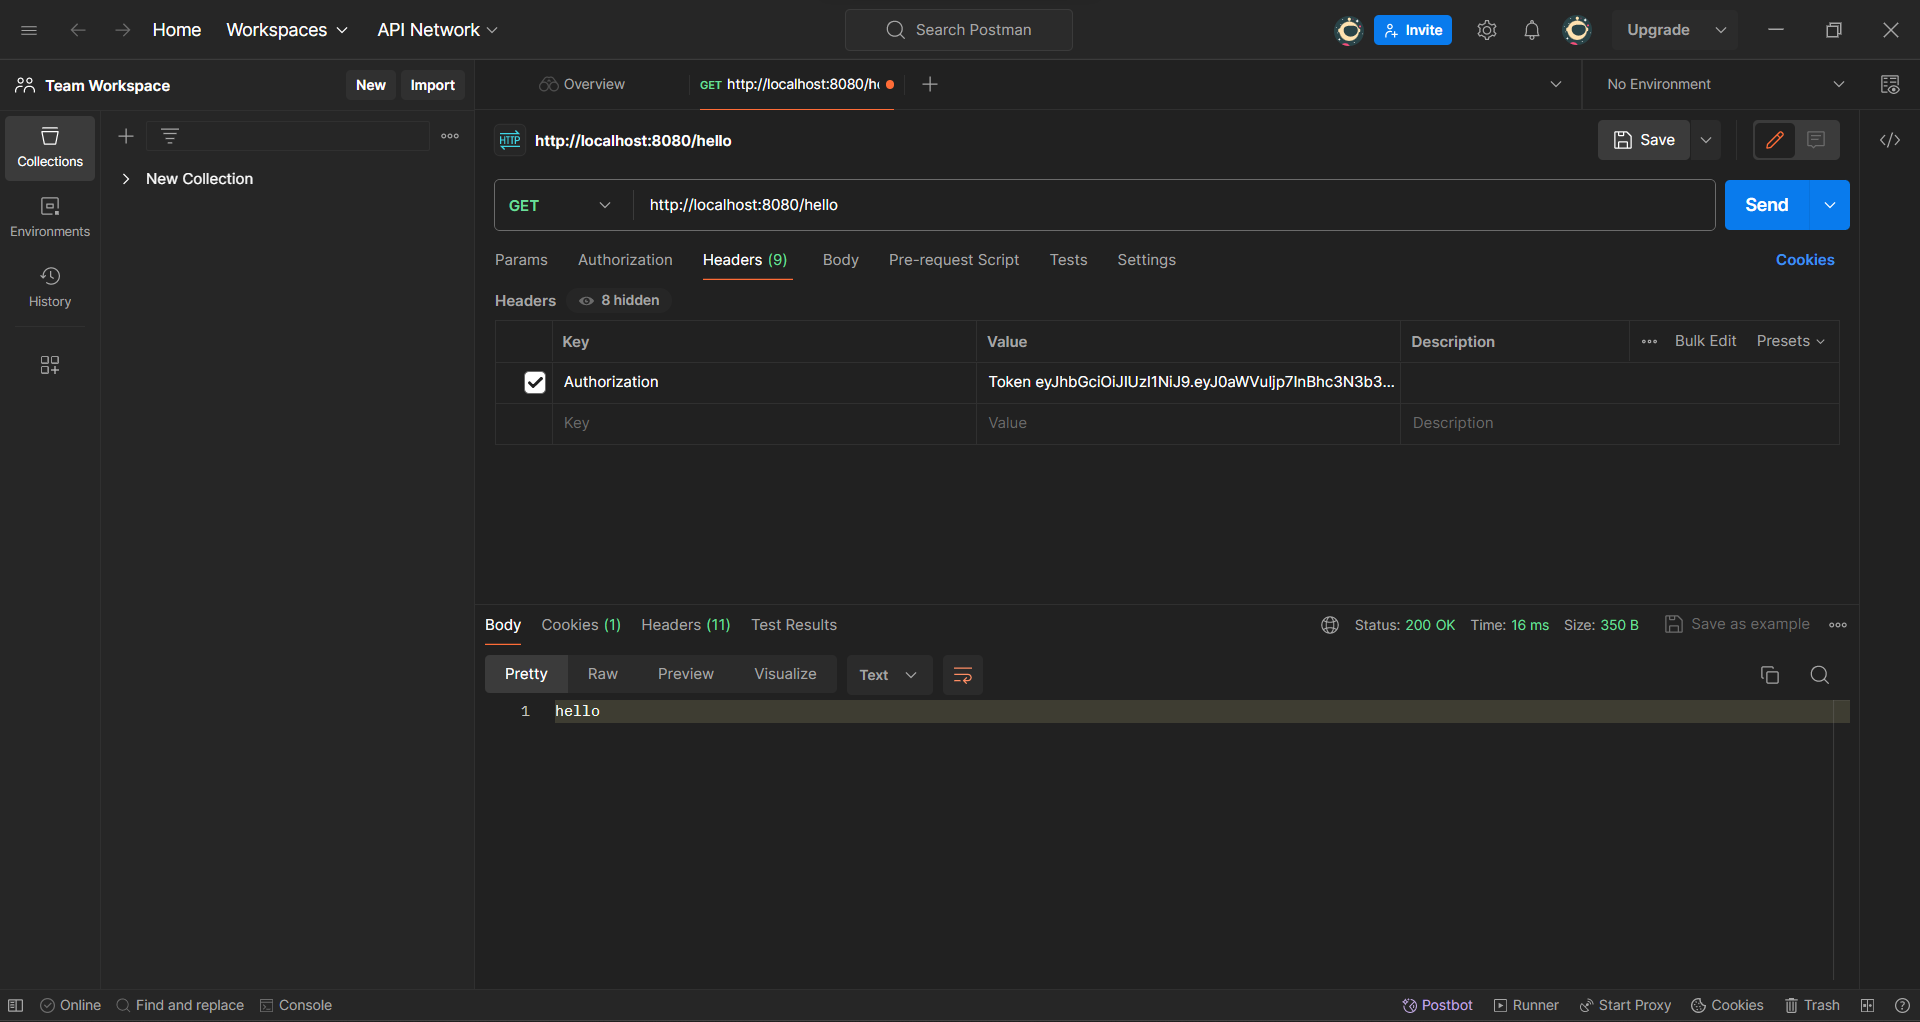 Home Workspaces API Network Search Postman Invite Upgrade
Team Workspace New Import Overview GET http://localhost:8080/h No Environment
http://localhost:8080/hello Save
Collections
New Collection
GET http://localhost:8080/hello Send
Environments
Params Authorization Headers (9) Body Pre-request Script Tests Settings Cookies
History
Headers 8 hidden
Key Value Description Bulk Edit Presets
Authorization Token eyJhbGciOiJIUzI1NiJ9.eyJ0aWVuIjp7InBhc3N3b3...
Key Value Description
Body Cookies (1) Headers (11) Test Results Status: 200 OK Time: 16 ms Size: 350 B Save as example
Pretty Raw Preview Visualize Text
1 hello
Online Find and replace Console Postbot Runner Start Proxy Cookies Trash